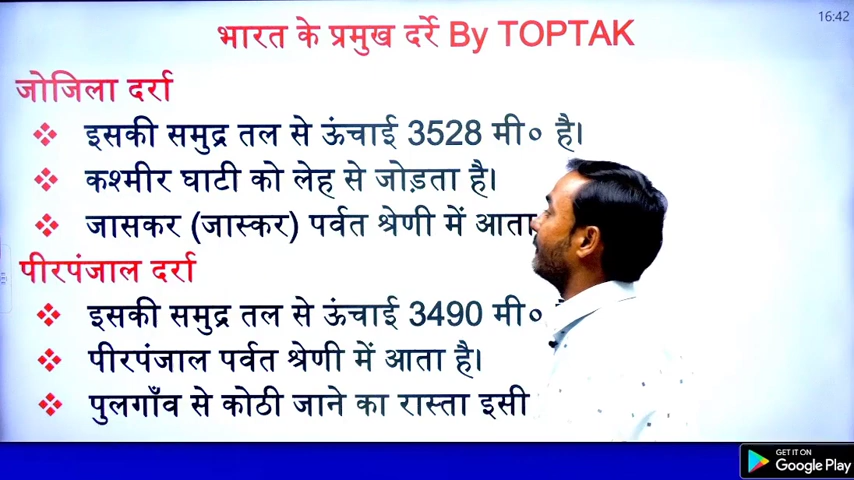 16:42
भारत के प्रमुख दर्रे By TOPTAK
जोजिला दर्रा
❖ इसकी समुद्र तल से ऊंचाई 3528 मी० है।
❖ कश्मीर घाटी को लेह से जोड़ता है।
❖ जासकर (जास्कर) पर्वत श्रेणी में आता
पीरपंजाल दर्रा
❖ इसकी समुद्र तल से ऊंचाई 3490 मी०
❖ पीरपंजाल पर्वत श्रेणी में आता है।
❖ पुलगाँव से कोठी जाने का रास्ता इसी
GET IT ON
Google Play